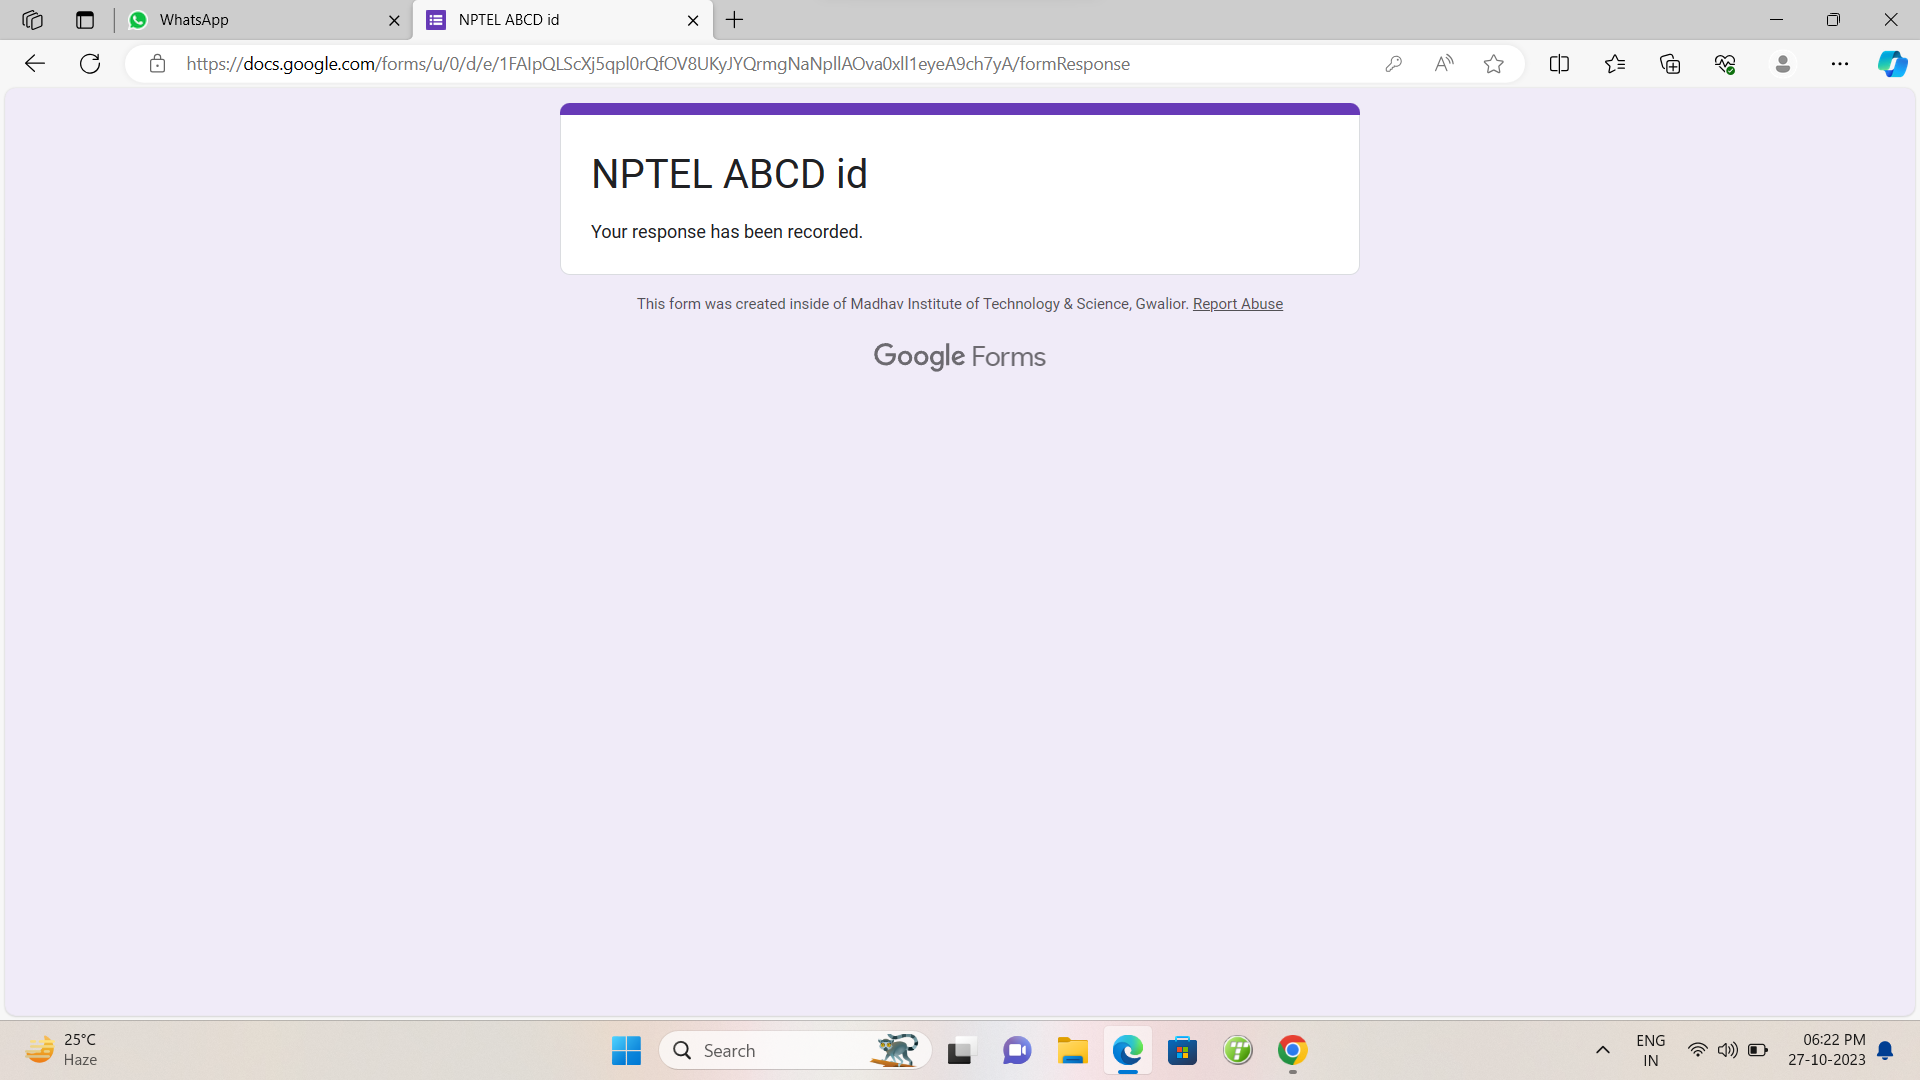 WhatsApp
NPTEL ABCD id
https://docs.google.com/forms/u/0/d/e/1FAIpQLScXj5qpl0rQfOV8UKyJYQrmgNaNpllAOva0xll1eyeA9ch7yA/formResponse
NPTEL ABCD id
Your response has been recorded.
This form was created inside of Madhav Institute of Technology & Science, Gwalior. Report Abuse
Google Forms
25°C
Haze
Search
ENG
IN
06:22 PM
27-10-2023